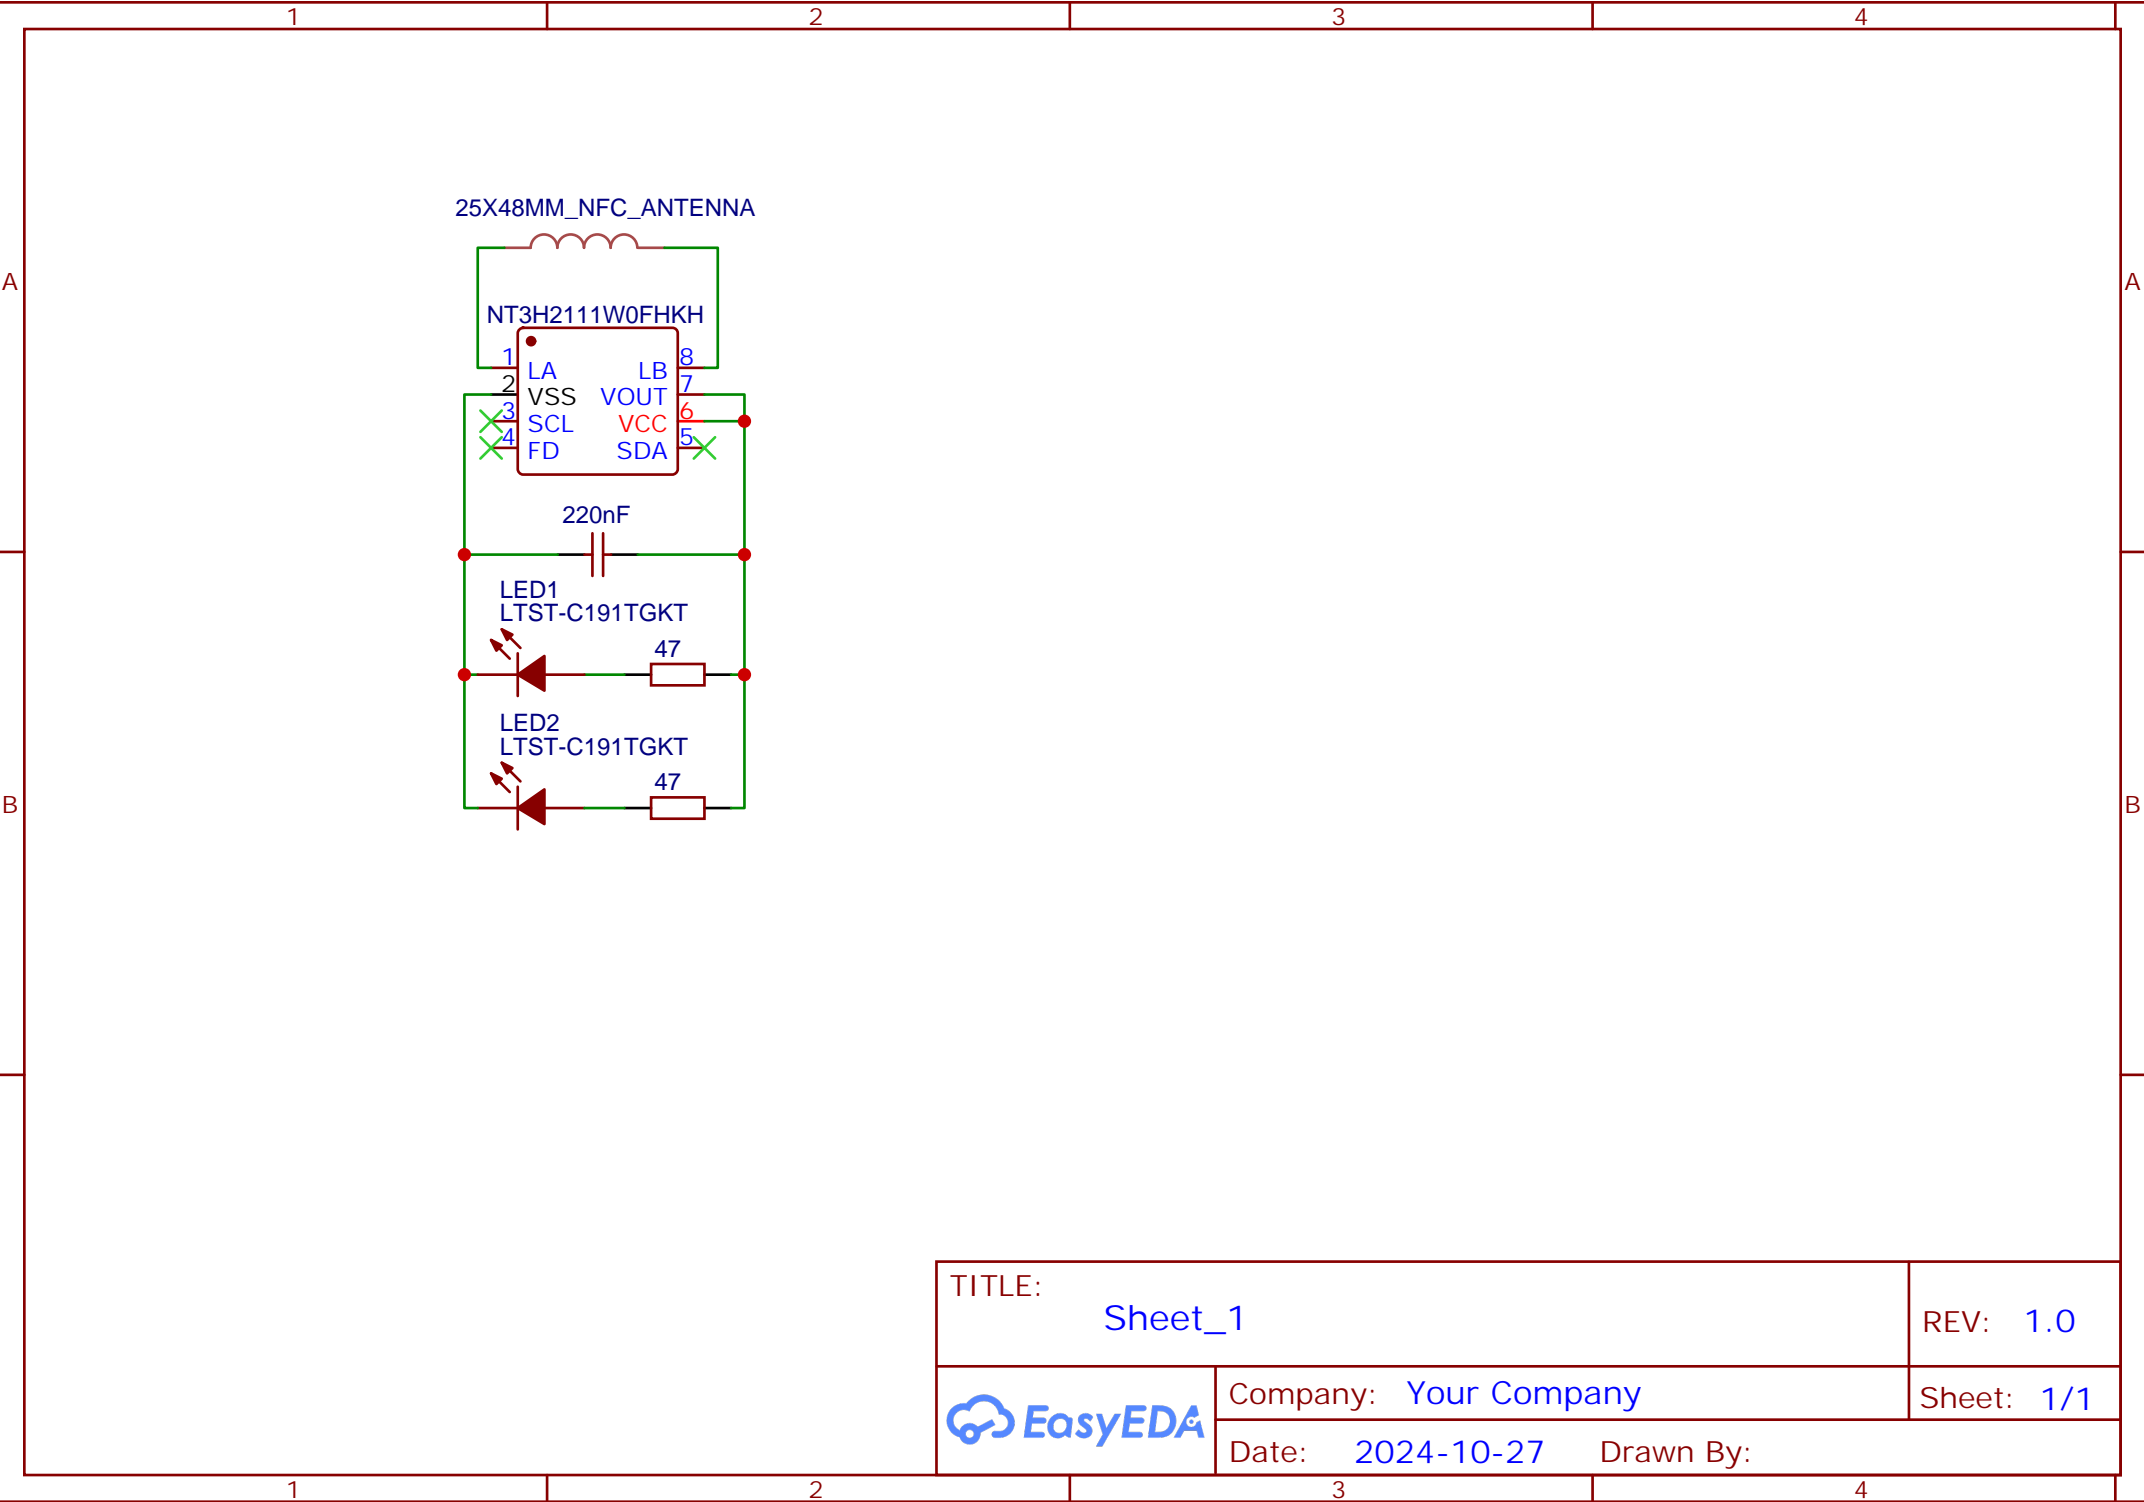 1 2 3 4
25X48MM_NFC_ANTENNA
A A
NT3H2111W0FHKH
1 8
LA LB
2 7
VSS VOUT
3 6
SCL VCC
4 5
FD SDA
220nF
LED1
LTST-C191TGKT
47
LED2
LTST-C191TGKT
47
B B
TITLE:
Sheet_1
REV: 1.0
EasyEDA
Company: Your Company
Sheet: 1/1
Date: 2024-10-27 Drawn By:
1 2 3 4